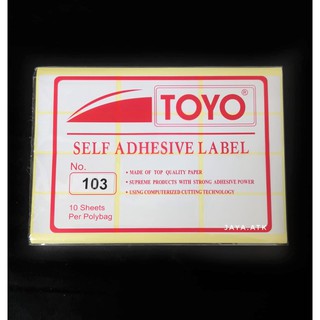 TOYO®
SELF ADHESIVE LABEL
No.
103
• MADE OF TOP QUALITY PAPER
• SUPREME PRODUCTS WITH STRONG ADHESIVE POWER
• USING COMPUTERIZED CUTTING TECHNOLOGY
10 Sheets
Per Polybag
JAYA.ATK